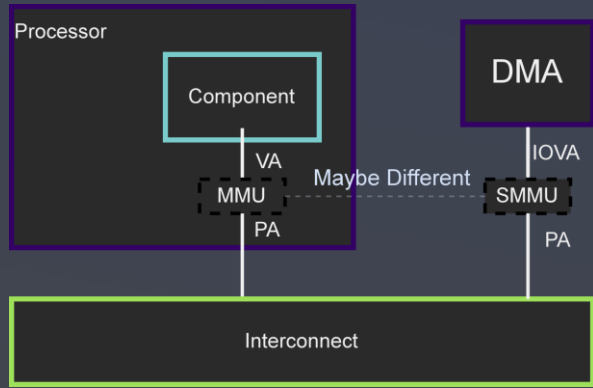 Processor
Component
DMA
VA
IOVA
Maybe Different
MMU
SMMU
PA
PA
Interconnect